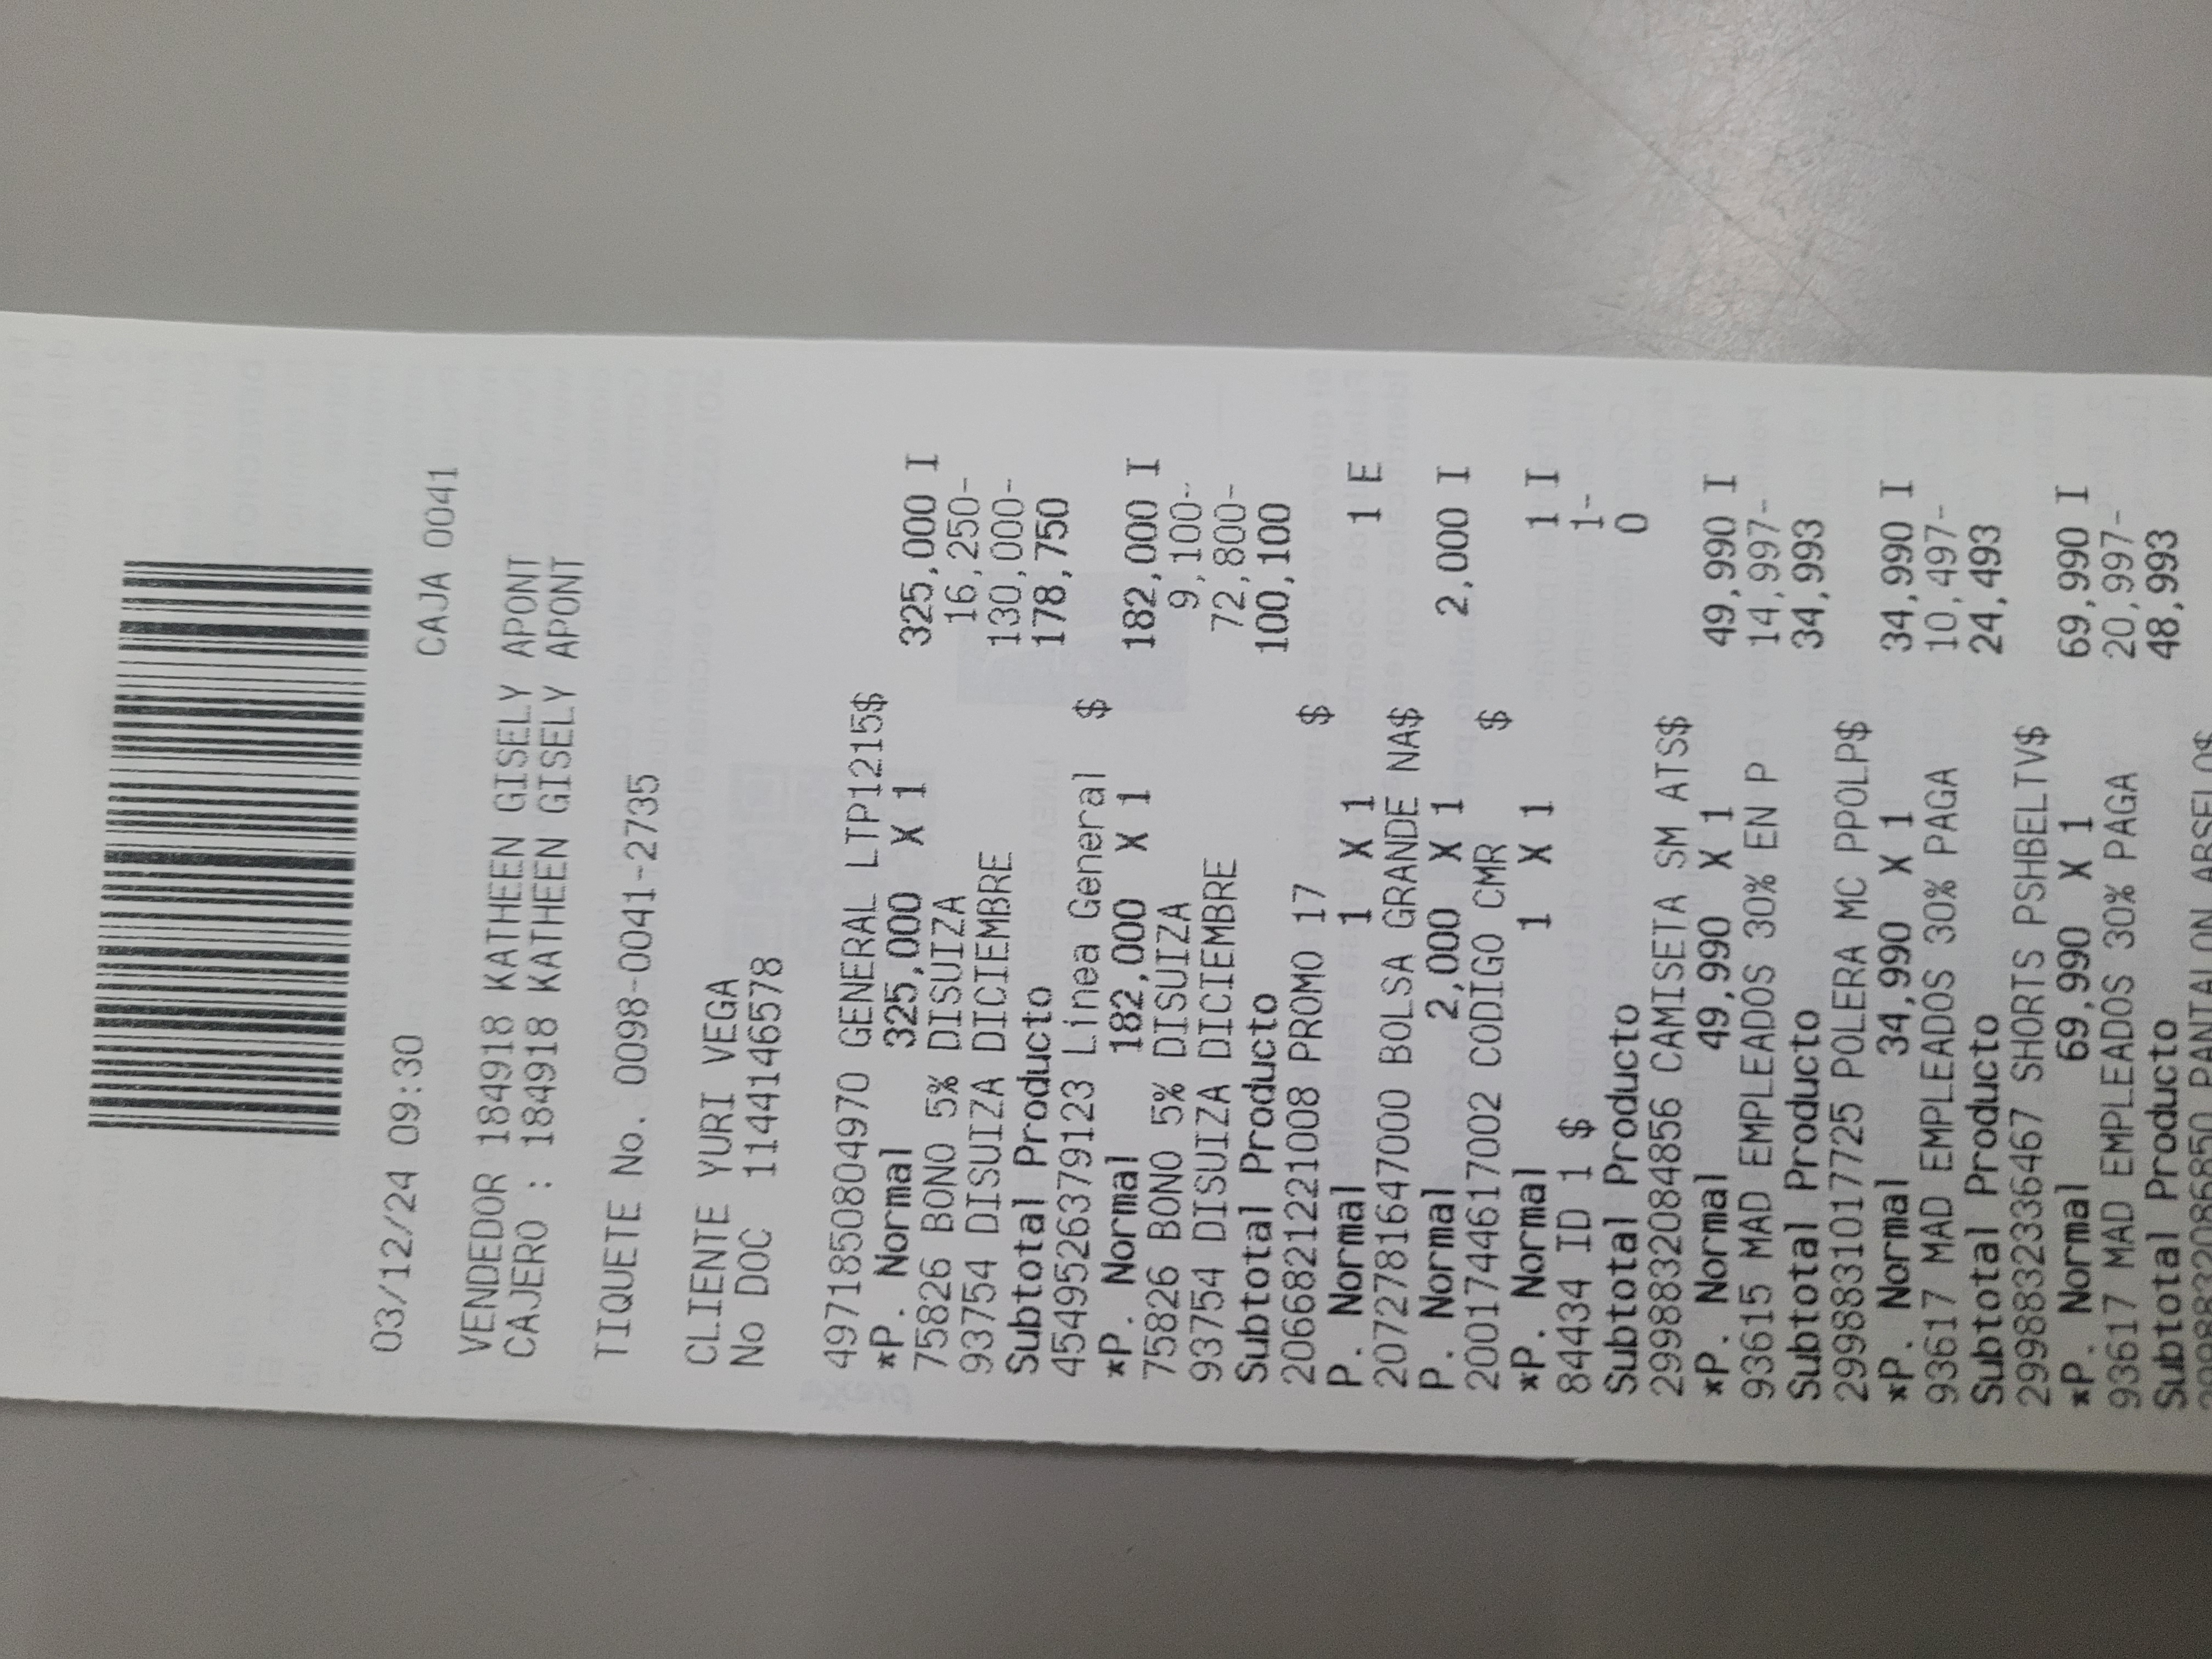 03/12/24 09:30 CAJA 0041
VENDEDOR 184918 KATHEEN GISELY APONT
CAJERO : 184918 KATHEEN GISELY APONT
TIQUETE No. 0098-0041-2735
CLIENTE YURI VEGA
No DOC 1144146578
4971850804970 GENERAL LTP1215$
*P. Normal 325,000 X 1 325,000 I
75826 BONO 5% DISUIZA 16,250-
93754 DISUIZA DICIEMBRE 130,000-
Subtotal Producto 178,750
4549526379123 Linea General $
*P. Normal 182,000 X 1 182,000 I
75826 BONO 5% DISUIZA 9,100-
93754 DISUIZA DICIEMBRE 72,800-
Subtotal Producto 100,100
2066821221008 PROMO 17 $
P. Normal 1 X 1 1 E
2072781647000 BOLSA GRANDE NA$
P. Normal 2,000 X 1 2,000 I
2001744617002 CODIGO CMR $
*P. Normal 1 X 1 1 I
84434 ID 1 $ 1-
Subtotal Producto 0
2998832084856 CAMISETA SM ATS$
*P. Normal 49,990 X 1 49,990 I
93615 MAD EMPLEADOS 30% EN P 14,997-
Subtotal Producto 34,993
2998831017725 POLERA MC PPOLP$
*P. Normal 34,990 X 1 34,990 I
93617 MAD EMPLEADOS 30% PAGA 10,497-
Subtotal Producto 24,493
2998832336467 SHORTS PSHBELTV$
*P. Normal 69,990 X 1 69,990 I
93617 MAD EMPLEADOS 30% PAGA 20,997-
Subtotal Producto 48,993
PANTALON